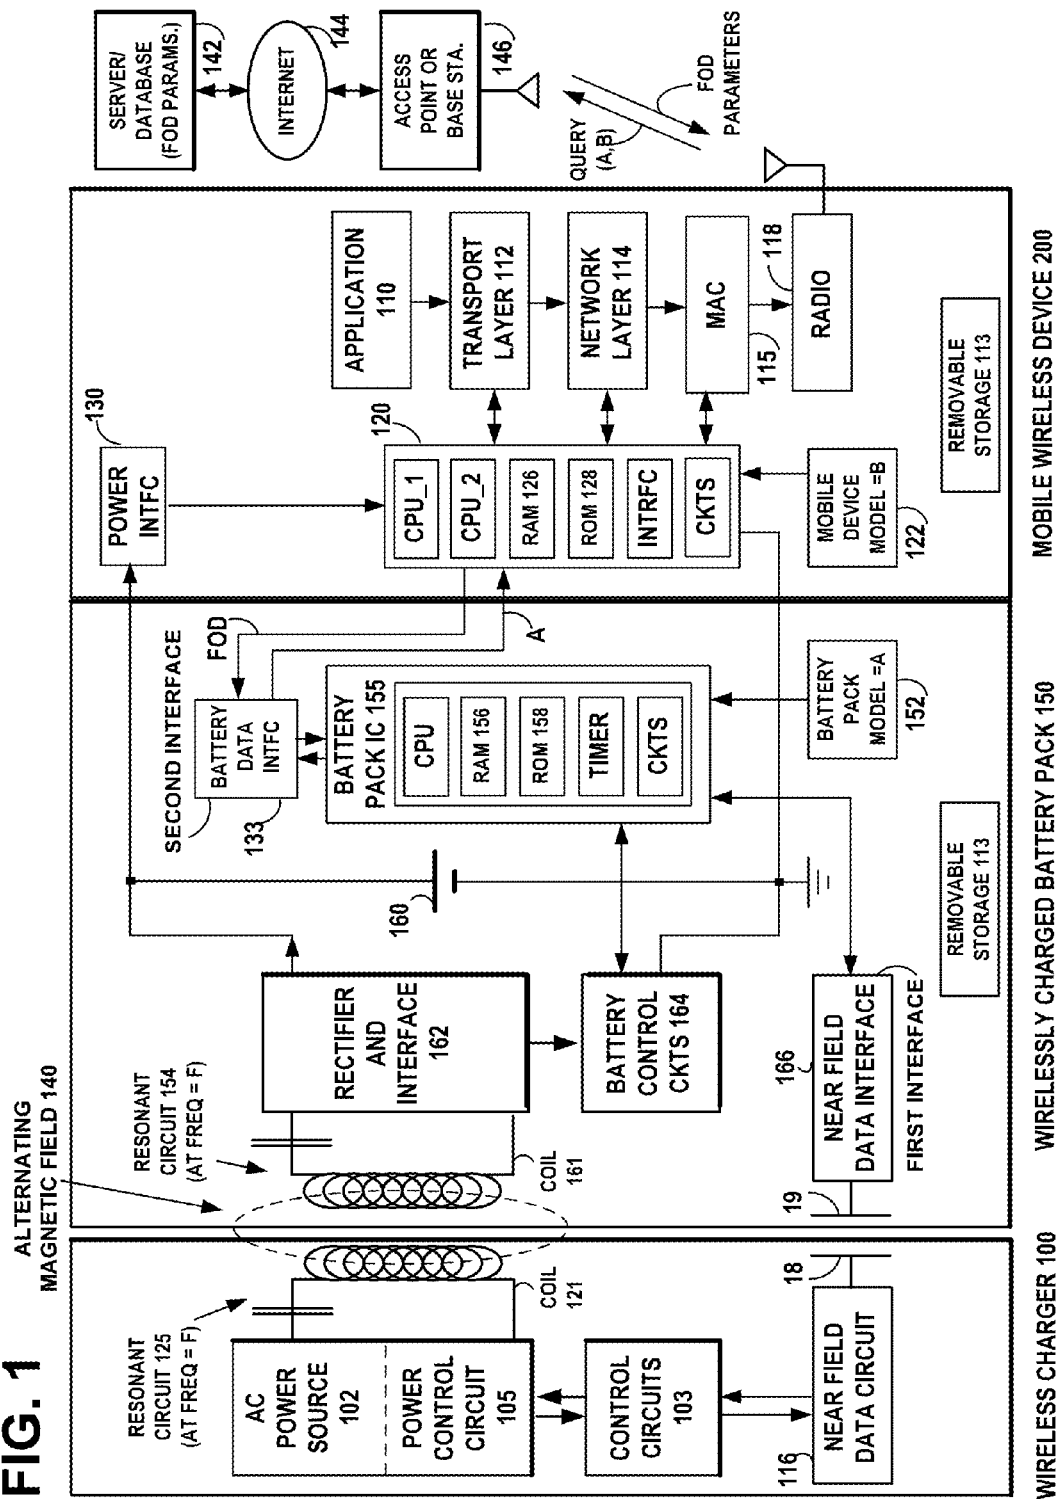 FIG. 1
ALTERNATING
MAGNETIC FIELD 140
RESONANT
CIRCUIT 125
(AT FREQ = F)
AC
POWER
SOURCE
102
POWER
CONTROL
CIRCUIT
105
COIL
121
CONTROL
CIRCUITS
103
116
NEAR FIELD
DATA CIRCUIT
18
WIRELESS CHARGER 100
RESONANT
CIRCUIT 154
(AT FREQ = F)
COIL
161
RECTIFIER
AND
INTERFACE
162
BATTERY
CONTROL
CKTS 164
166
NEAR FIELD
DATA INTERFACE
FIRST INTERFACE
19
160
SECOND INTERFACE
BATTERY
DATA
INTFC
133
FOD
A
BATTERY
PACK IC 155
CPU
RAM 156
ROM 158
TIMER
CKTS
BATTERY
PACK
MODEL =A
152
REMOVABLE
STORAGE 113
WIRELESSLY CHARGED BATTERY PACK 150
POWER
INTFC
130
120
CPU_1
CPU_2
RAM 126
ROM 128
INTRFC
CKTS
APPLICATION
110
TRANSPORT
LAYER 112
NETWORK
LAYER 114
MAC
115
RADIO
118
MOBILE
DEVICE
MODEL =B
122
REMOVABLE
STORAGE 113
MOBILE WIRELESS DEVICE 200
SERVER/
DATABASE
(FOD PARAMS.)
142
INTERNET
144
ACCESS
POINT OR
BASE STA.
146
QUERY
(A,B)
FOD
PARAMETERS